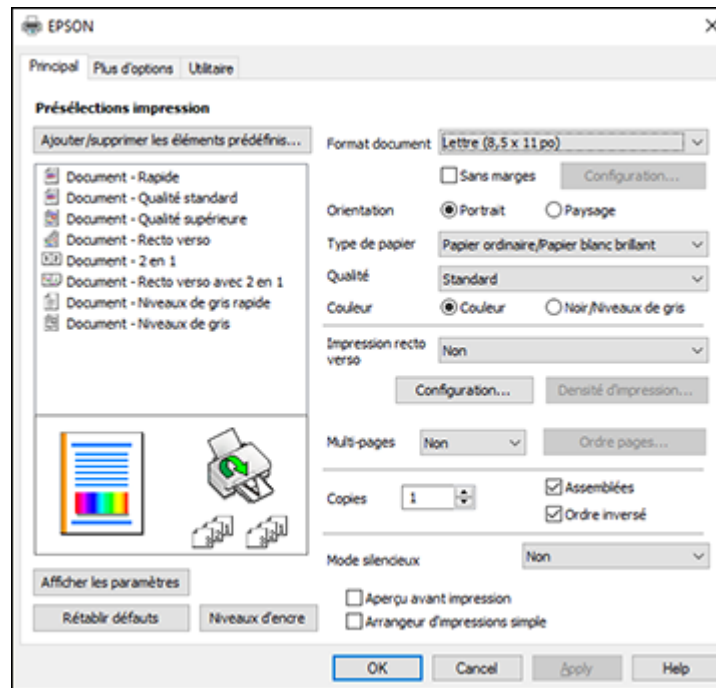 EPSON
Principal
Plus d'options
Utilitaire
Présélections impression
Ajouter/supprimer les éléments prédéfinis...
Document - Rapide
Document - Qualité standard
Document - Qualité supérieure
Document - Recto verso
Document - 2 en 1
Document - Recto verso avec 2 en 1
Document - Niveaux de gris rapide
Document - Niveaux de gris
Afficher les paramètres
Rétablir défauts
Niveaux d'encre
Format document
Lettre (8,5 x 11 po)
Sans marges
Configuration...
Orientation
Portrait
Paysage
Type de papier
Papier ordinaire/Papier blanc brillant
Qualité
Standard
Couleur
Couleur
Noir/Niveaux de gris
Impression recto
verso
Non
Configuration...
Densité d'impression...
Multi-pages
Non
Ordre pages...
Copies
1
Assemblées
Ordre inversé
Mode silencieux
Non
Aperçu avant impression
Arrangeur d'impressions simple
OK
Cancel
Apply
Help